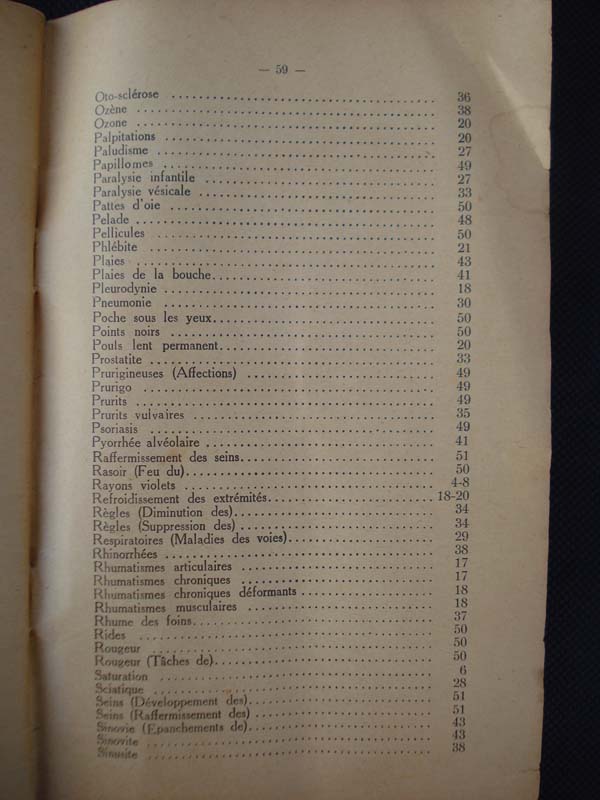 — 59 —
Oto-sclérose ........ 36
Ozène ........ 38
Ozone ........ 20
Palpitations ........ 20
Paludisme ........ 27
Papillomes ........ 49
Paralysie infantile ........ 27
Paralysie vésicale ........ 33
Pattes d'oie ........ 50
Pelade ........ 48
Pellicules ........ 50
Phlébite ........ 21
Plaies ........ 43
Plaies de la bouche ........ 41
Pleurodynie ........ 18
Pneumonie ........ 30
Poche sous les yeux ........ 50
Points noirs ........ 50
Pouls lent permanent ........ 20
Prostatite ........ 33
Prurigineuses (Affections) ........ 49
Prurigo ........ 49
Prurits ........ 49
Prurits vulvaires ........ 35
Psoriasis ........ 49
Pyorrhée alvéolaire ........ 41
Raffermissement des seins ........ 51
Rasoir (Feu du) ........ 50
Rayons violets ........ 4-8
Refroidissement des extrémités ........ 18-20
Règles (Diminution des) ........ 34
Règles (Suppression des) ........ 34
Respiratoires (Maladies des voies) ........ 29
Rhinorrhées ........ 38
Rhumatismes articulaires ........ 17
Rhumatismes chroniques ........ 17
Rhumatismes chroniques déformants ........ 18
Rhumatismes musculaires ........ 18
Rhume des foins ........ 37
Rides ........ 50
Rougeur ........ 50
Rougeur (Tâches de) ........ 50
Saturation ........ 6
Sciatique ........ 28
Seins (Développement des) ........ 51
Seins (Raffermissement des) ........ 51
Sinovie (Epanchements de) ........ 43
Sinovite ........ 43
Sinusite ........ 38